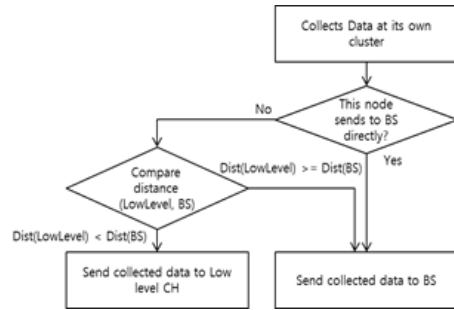 Collects Data at its own
cluster
No
This node
sends to BS
directly?
Yes
Compare
distance
(LowLevel, BS)
Dist(LowLevel) >= Dist(BS)
Dist(LowLevel) < Dist(BS)
Send collected data to Low
level CH
Send collected data to BS